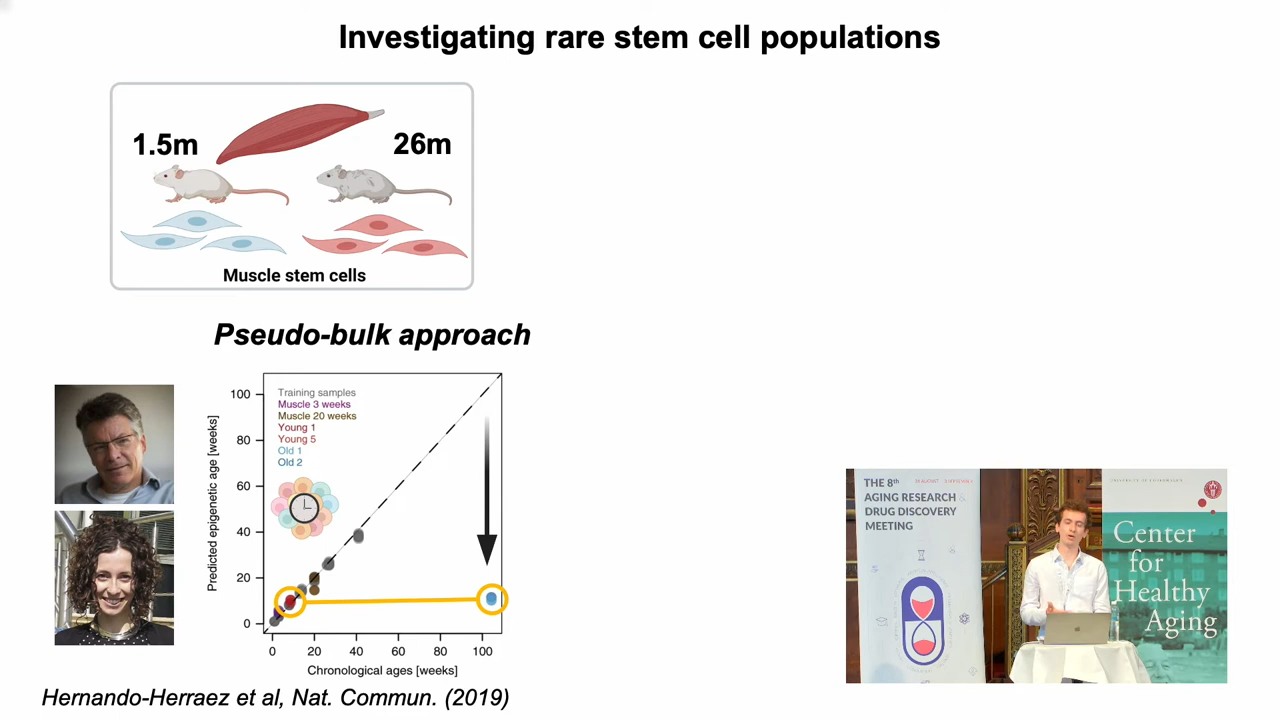 Investigating rare stem cell populations
1.5m
26m
Muscle stem cells
Pseudo-bulk approach
Training samples
Muscle 3 weeks
Muscle 20 weeks
Young 1
Young 5
Old 1
Old 2
Predicted epigenetic age [weeks]
100
80
60
40
20
0
0 20 40 60 80 100
Chronological ages [weeks]
Hernando-Herraez et al, Nat. Commun. (2019)
THE 8th
AGING RESEARCH &
DRUG DISCOVERY
MEETING
Center
for
Healthy
Aging